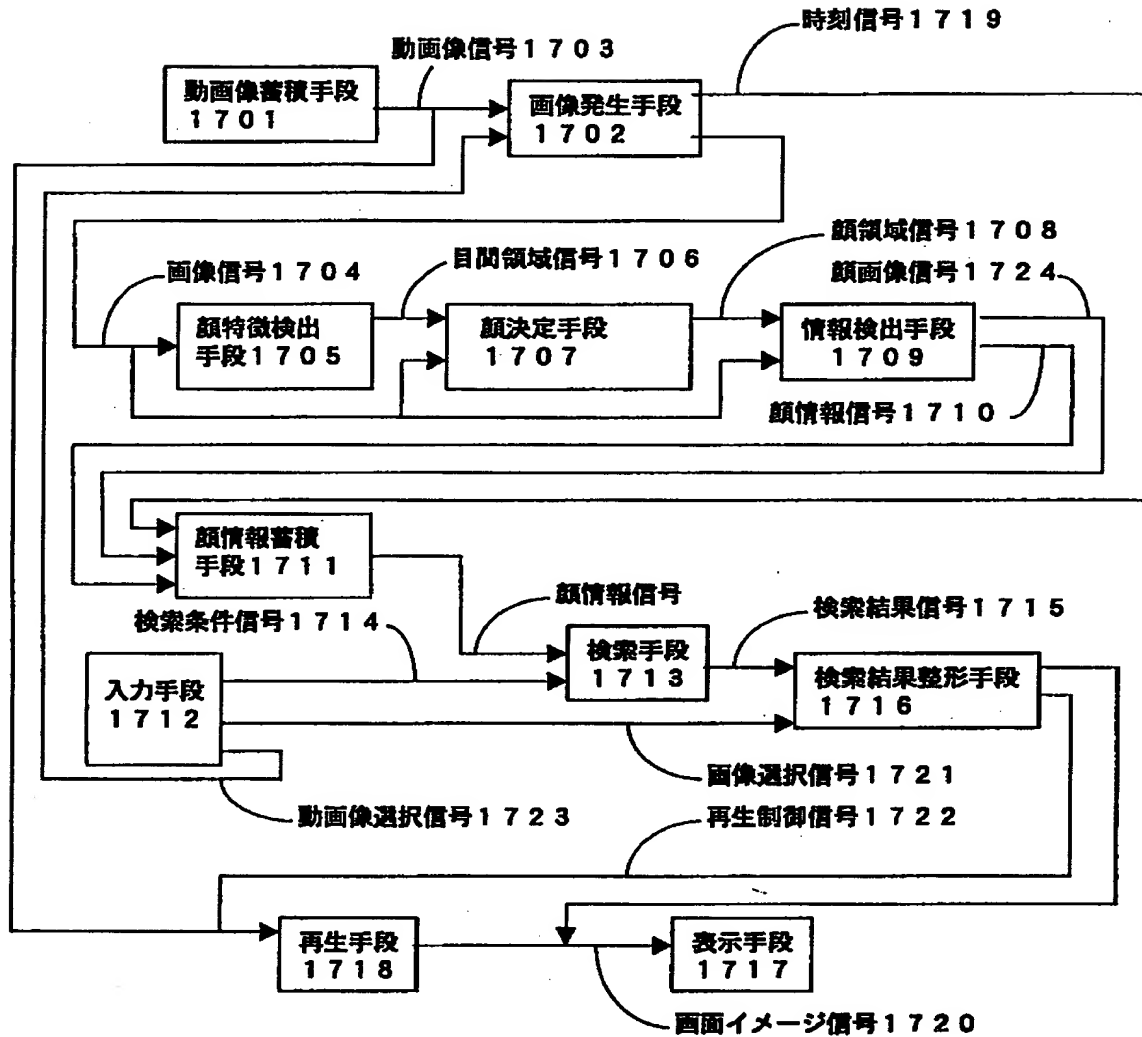 時刻信号1719
動画像信号1703
動画像蓄積手段
1701
画像発生手段
1702
顔領域信号1708
目間領域信号1706
画像信号1704
顔画像信号1724
顔特徴検出
手段1705
顔決定手段
1707
情報検出手段
1709
顔情報信号1710
顔情報蓄積
手段1711
顔情報信号
検索結果信号1715
検索条件信号1714
検索手段
1713
入力手段
1712
検索結果整形手段
1716
画像選択信号1721
動画像選択信号1723
再生制御信号1722
再生手段
1718
表示手段
1717
画面イメージ信号1720